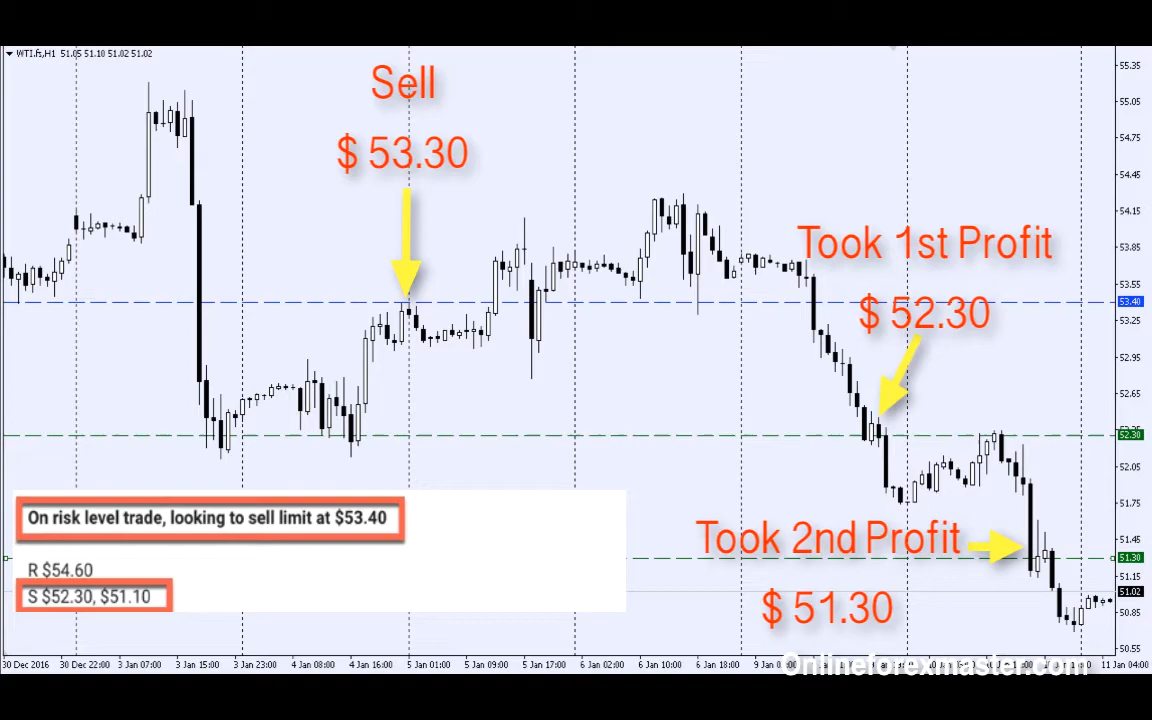 WTI.fs,H1 51.05 51.10 51.02 51.02
Sell
$ 53.30
Took 1st Profit
$ 52.30
On risk level trade, looking to sell limit at $53.40
R $54.60
S $52.30, $51.10
Took 2nd Profit
$ 51.30
55.35
55.05
54.75
54.45
54.15
53.85
53.55
53.40
53.25
52.95
52.65
52.30
52.05
51.75
51.45
51.30
51.15
51.02
50.85
50.55
30 Dec 2016 30 Dec 22:00 3 Jan 07:00 3 Jan 15:00 3 Jan 23:00 4 Jan 08:00 4 Jan 16:00 5 Jan 01:00 5 Jan 09:00 5 Jan 17:00 6 Jan 02:00 6 Jan 10:00 6 Jan 18:00 9 Jan 11 Jan 04:00
Onlineforexmaster.com